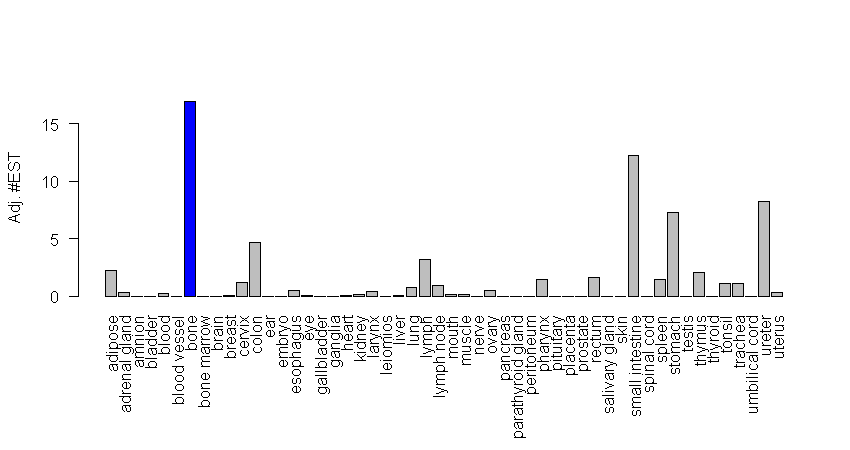 Adj. #EST
15
10
5
0
adipose
adrenal gland
amnion
bladder
blood
blood vessel
bone
bone marrow
brain
breast
cervix
colon
ear
embryo
esophagus
eye
gallbladder
ganglia
heart
kidney
larynx
leiomios
liver
lung
lymph
lymph node
mouth
muscle
nerve
ovary
pancreas
parathyroid gland
peritoneum
pharynx
pituitary
placenta
prostate
rectum
salivary gland
skin
small intestine
spinal cord
spleen
stomach
testis
thymus
thyroid
tonsil
trachea
umbilical cord
ureter
uterus